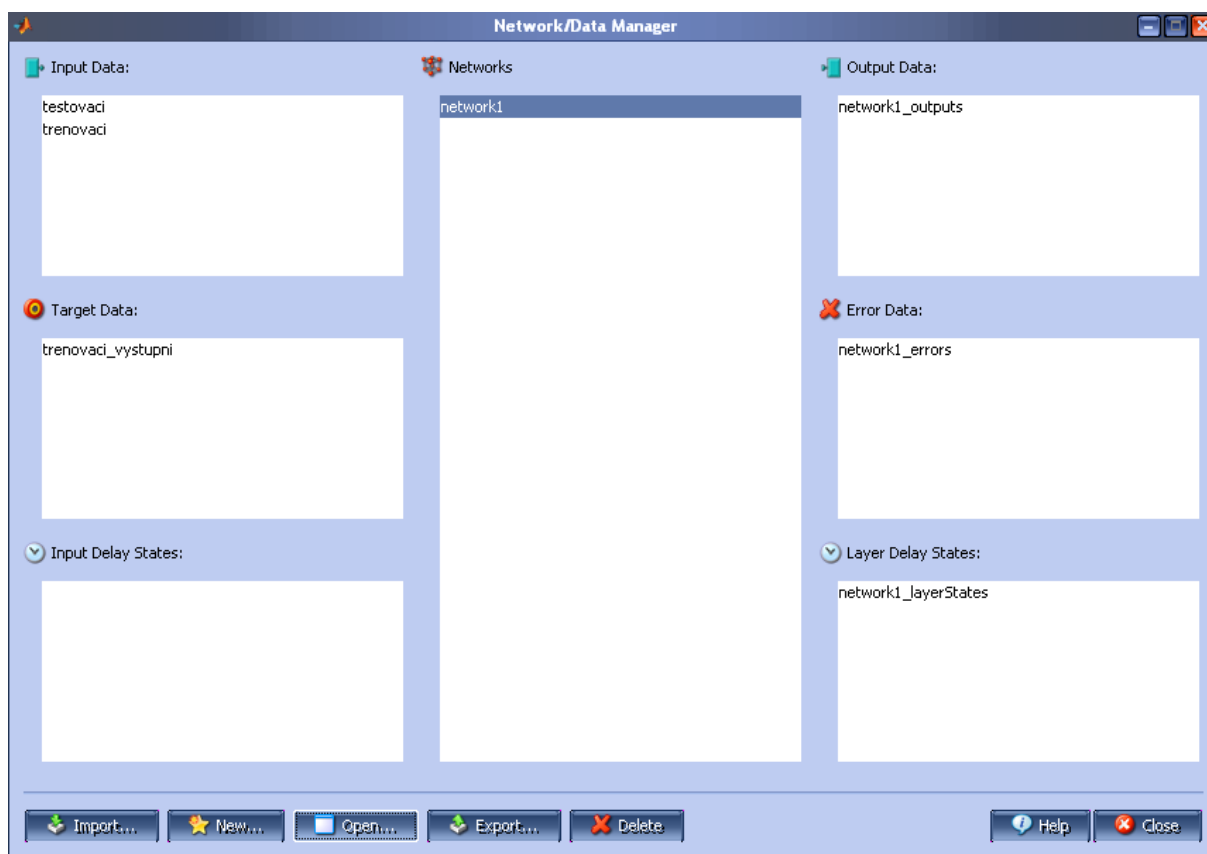 Network/Data Manager
Input Data:
testovaci
trenovaci
Networks
network1
Output Data:
network1_outputs
Target Data:
trenovaci_vystupni
Error Data:
network1_errors
Input Delay States:
Layer Delay States:
network1_layerStates
Import...
New...
Open...
Export...
Delete
Help
Close